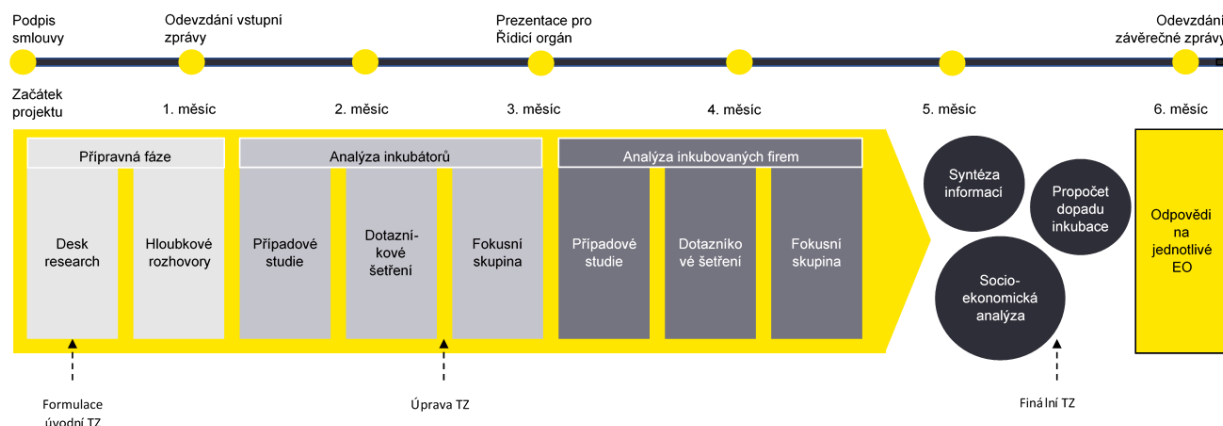 Podpis
smlouvy
Odevzdání vstupní
zprávy
Prezentace pro
Řídicí orgán
Odevzdání
závěrečné zprávy
Začátek
projektu
1. měsíc
2. měsíc
3. měsíc
4. měsíc
5. měsíc
6. měsíc
Přípravná fáze
Analýza inkubátorů
Analýza inkubovaných firem
Desk
research
Hloubkové
rozhovory
Případové
studie
Dotazní-
kové
šetření
Fokusní
skupina
Případové
studie
Dotazníko
vé šetření
Fokusní
skupina
Syntéza
informací
Propočet
dopadu
inkubace
Socio-
ekonomická
analýza
Odpovědi
na
jednotlivé
EO
Formulace
úvodní TZ
Úprava TZ
Finální TZ